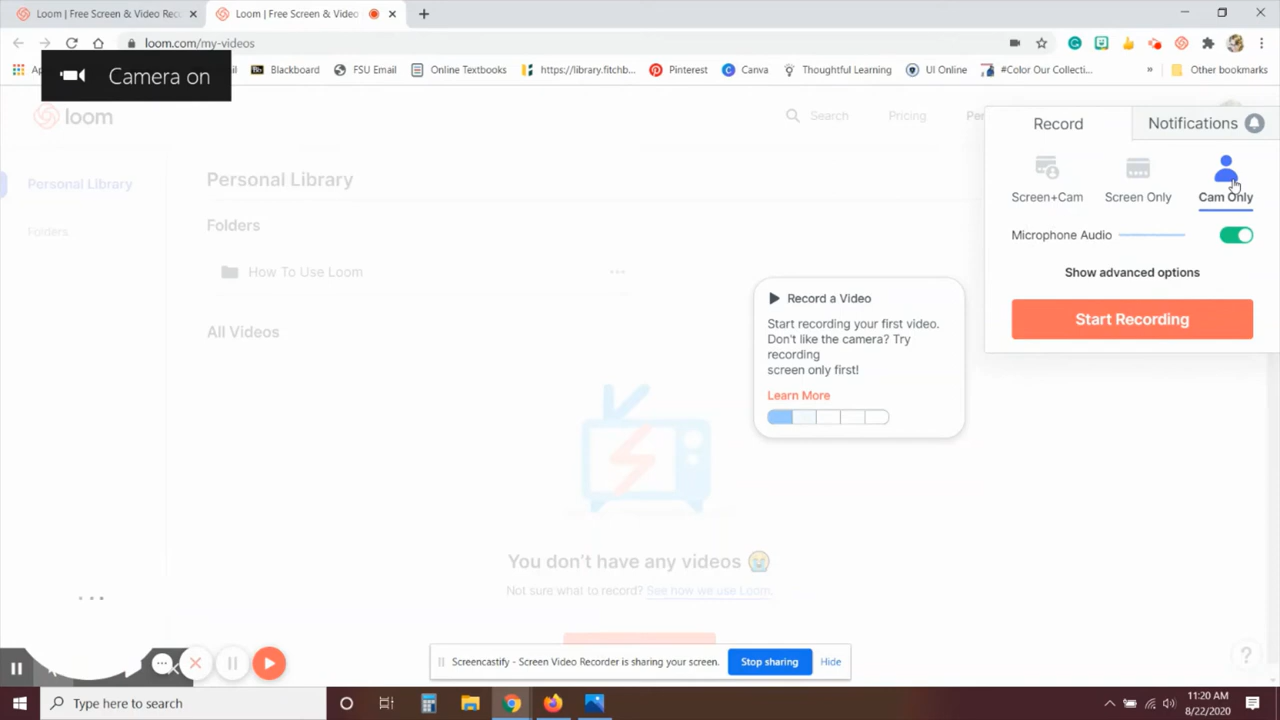 Loom | Free Screen & Video Rec
Loom | Free Screen & Video
loom.com/my-videos
Blackboard
FSU Email
Online Textbooks
https://library.fitchb...
Pinterest
Canva
Thoughtful Learning
UI Online
#Color Our Collecti...
»
Other bookmarks
Camera on
loom
Search
Pricing
Record
Notifications
Personal Library
Folders
Personal Library
Folders
How To Use Loom
All Videos
Screen+Cam
Screen Only
Cam Only
Microphone Audio
Show advanced options
Start Recording
Record a Video
Start recording your first video.
Don't like the camera? Try
recording
screen only first!
Learn More
You don't have any videos 😭
Not sure what to record? See how we use Loom.
Screencastify - Screen Video Recorder is sharing your screen.
Stop sharing
Hide
Type here to search
11:20 AM
8/22/2020